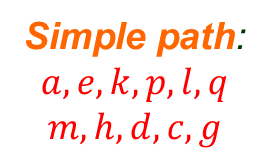 Simple path:
a, e, k, p, l, q
m, h, d, c, g